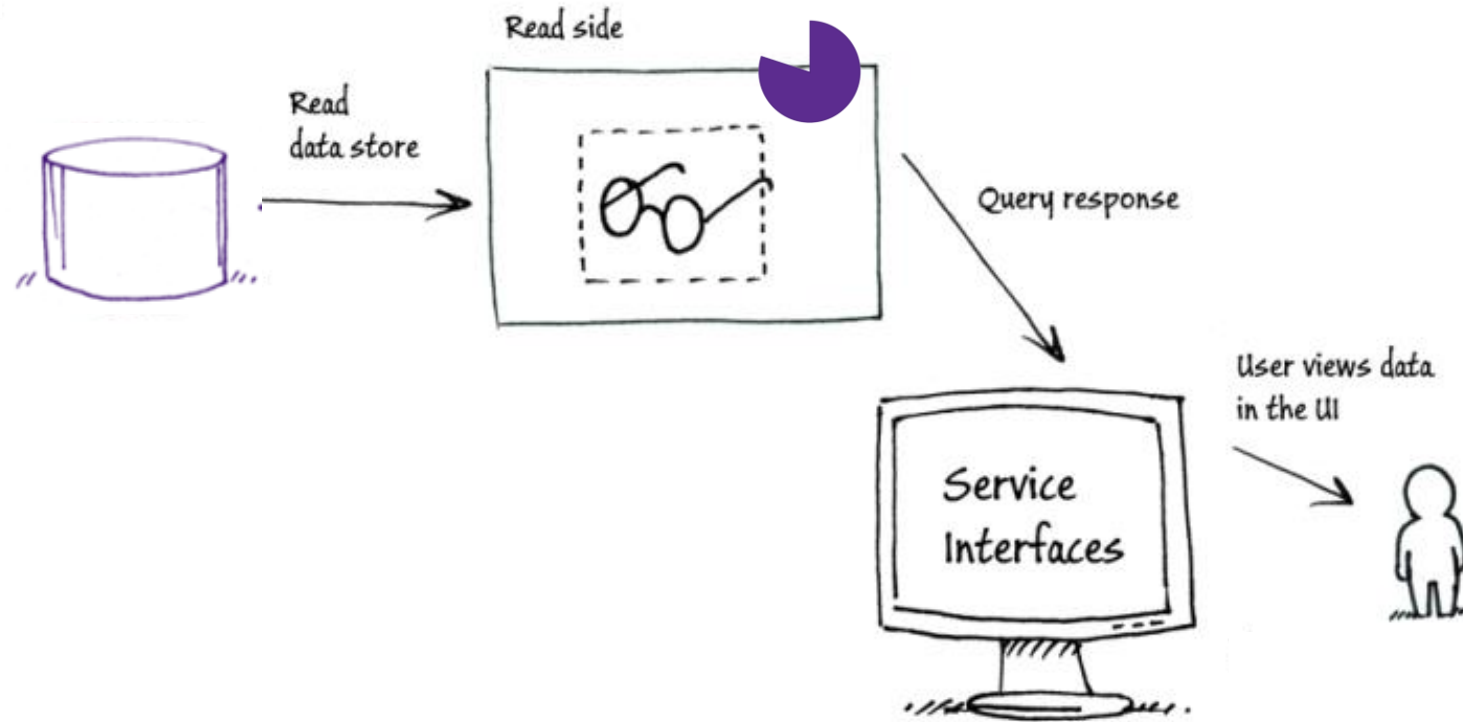 Read side
Read
data store
Query response
User views data
in the UI
Service
Interfaces